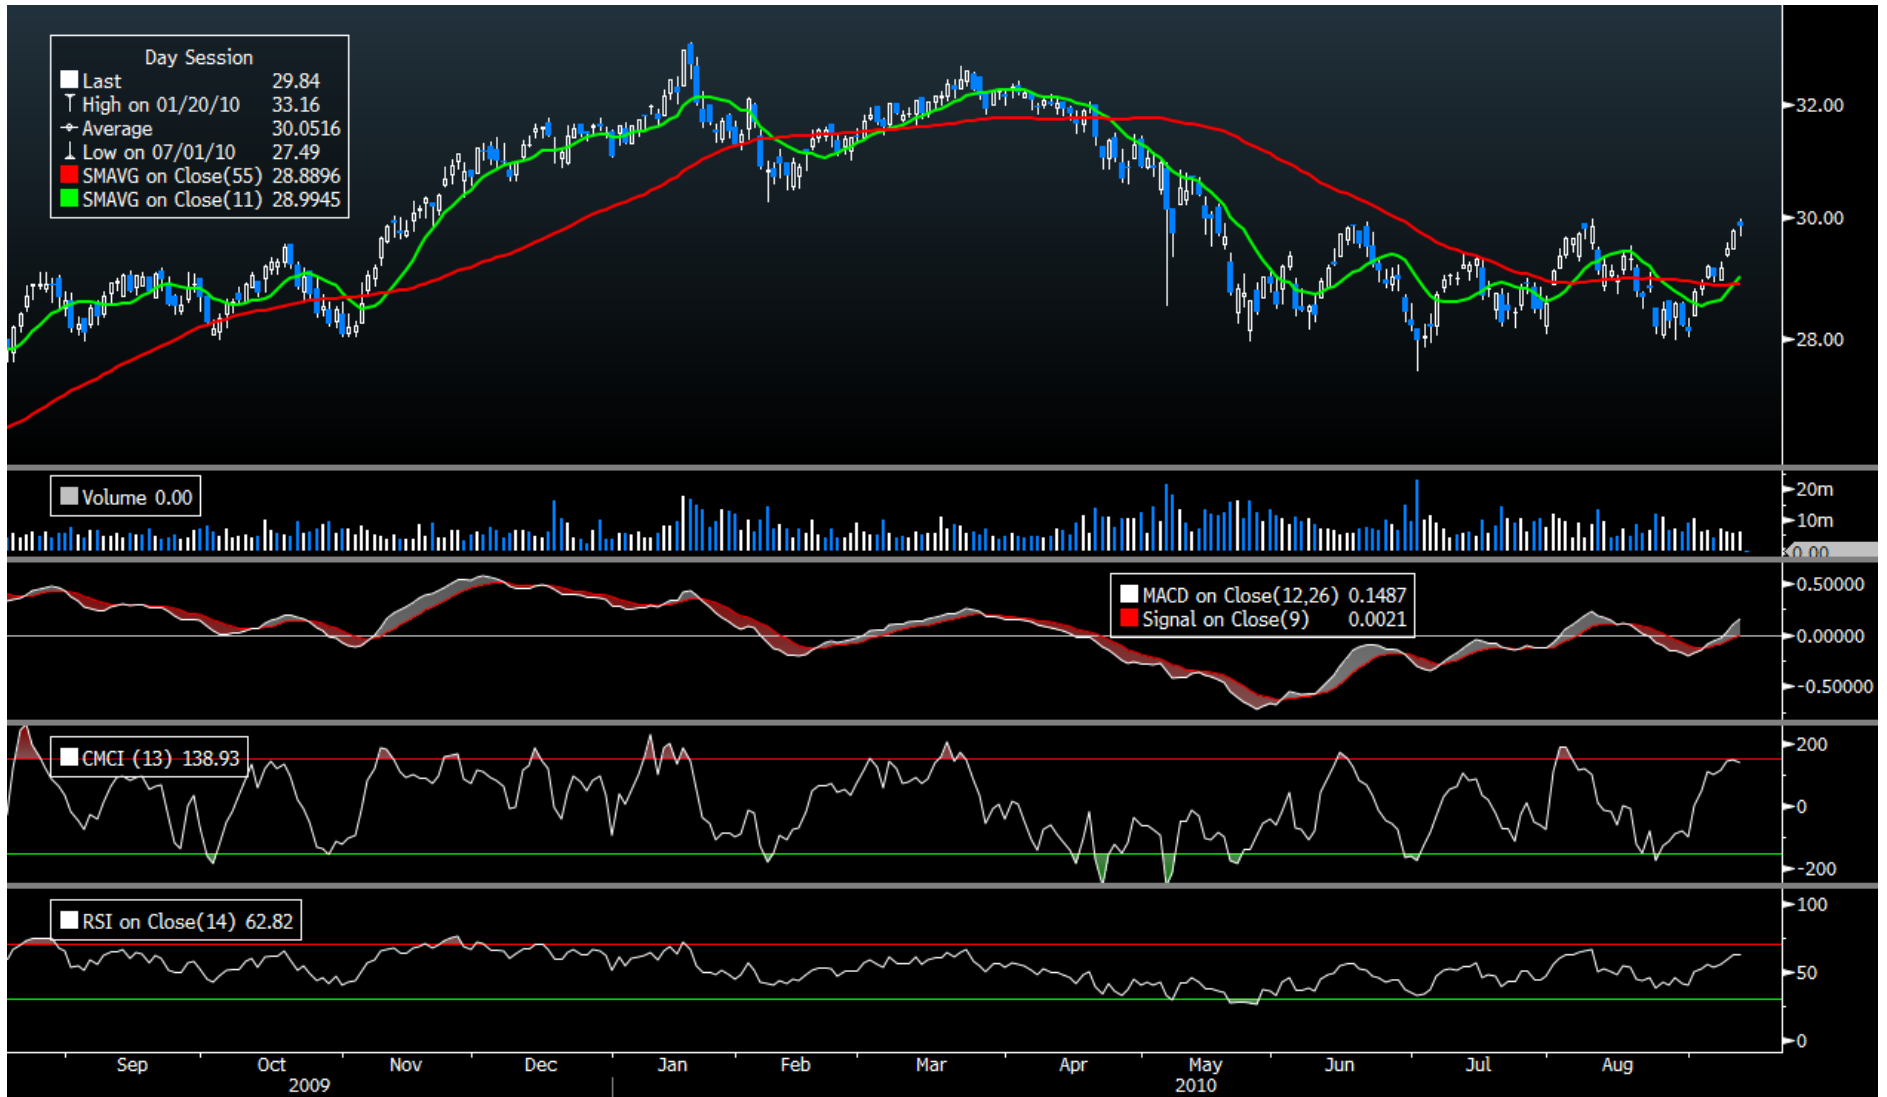 Day Session
Last 29.84
High on 01/20/10 33.16
Average 30.0516
Low on 07/01/10 27.49
SMAVG on Close(55) 28.8896
SMAVG on Close(11) 28.9945
32.00
30.00
28.00
Volume 0.00
20m
10m
0.00
MACD on Close(12,26) 0.1487
Signal on Close(9) 0.0021
0.50000
0.00000
-0.50000
CMCI (13) 138.93
200
0
-200
RSI on Close(14) 62.82
100
50
0
Sep Oct Nov Dec Jan Feb Mar Apr May Jun Jul Aug
2009 2010